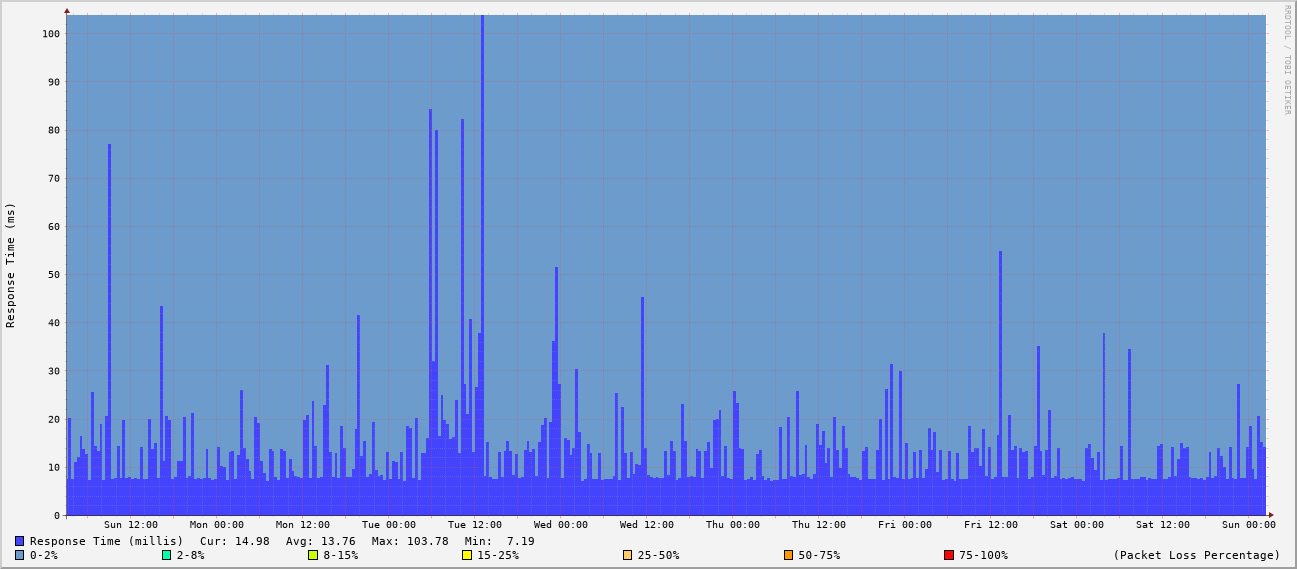 RRDTOOL / TOBI OETIKER
Response Time (ms)
100
90
80
70
60
50
40
30
20
10
0
Sun 12:00 Mon 00:00 Mon 12:00 Tue 00:00 Tue 12:00 Wed 00:00 Wed 12:00 Thu 00:00 Thu 12:00 Fri 00:00 Fri 12:00 Sat 00:00 Sat 12:00 Sun 00:00
Response Time (millis) Cur: 14.98 Avg: 13.76 Max: 103.78 Min: 7.19
0-2% 2-8% 8-15% 15-25% 25-50% 50-75% 75-100% (Packet Loss Percentage)